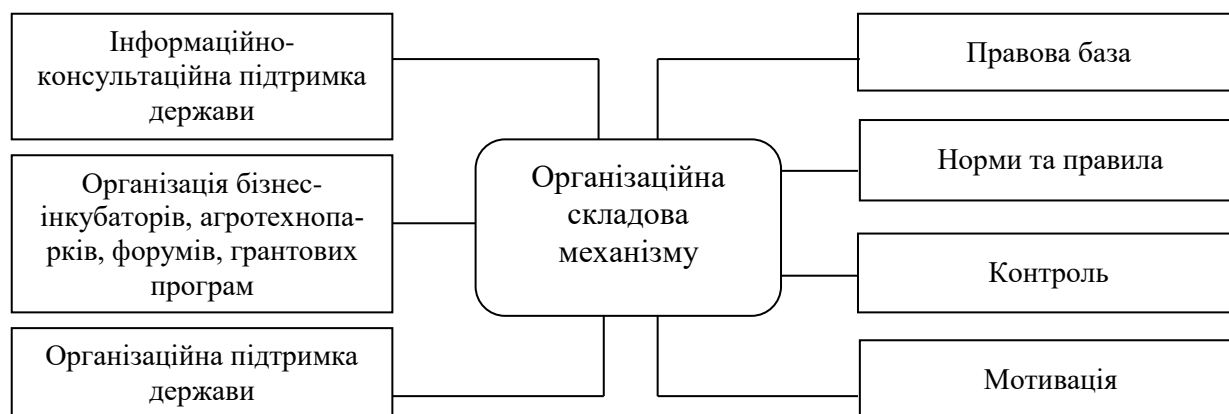 Інформаційно-
консультаційна підтримка
держави
Організація бізнес-
інкубаторів, агротехнопа-
рків, форумів, грантових
програм
Організаційна підтримка
держави
Організаційна
складова
механізму
Правова база
Норми та правила
Контроль
Мотивація